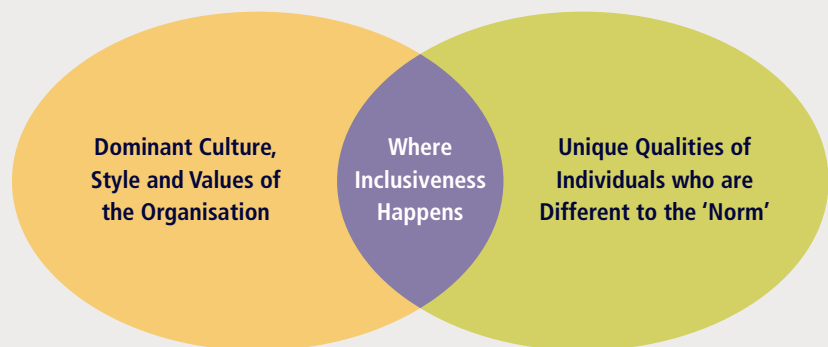 Dominant Culture,
Style and Values of
the Organisation
Where
Inclusiveness
Happens
Unique Qualities of
Individuals who are
Different to the ‘Norm’